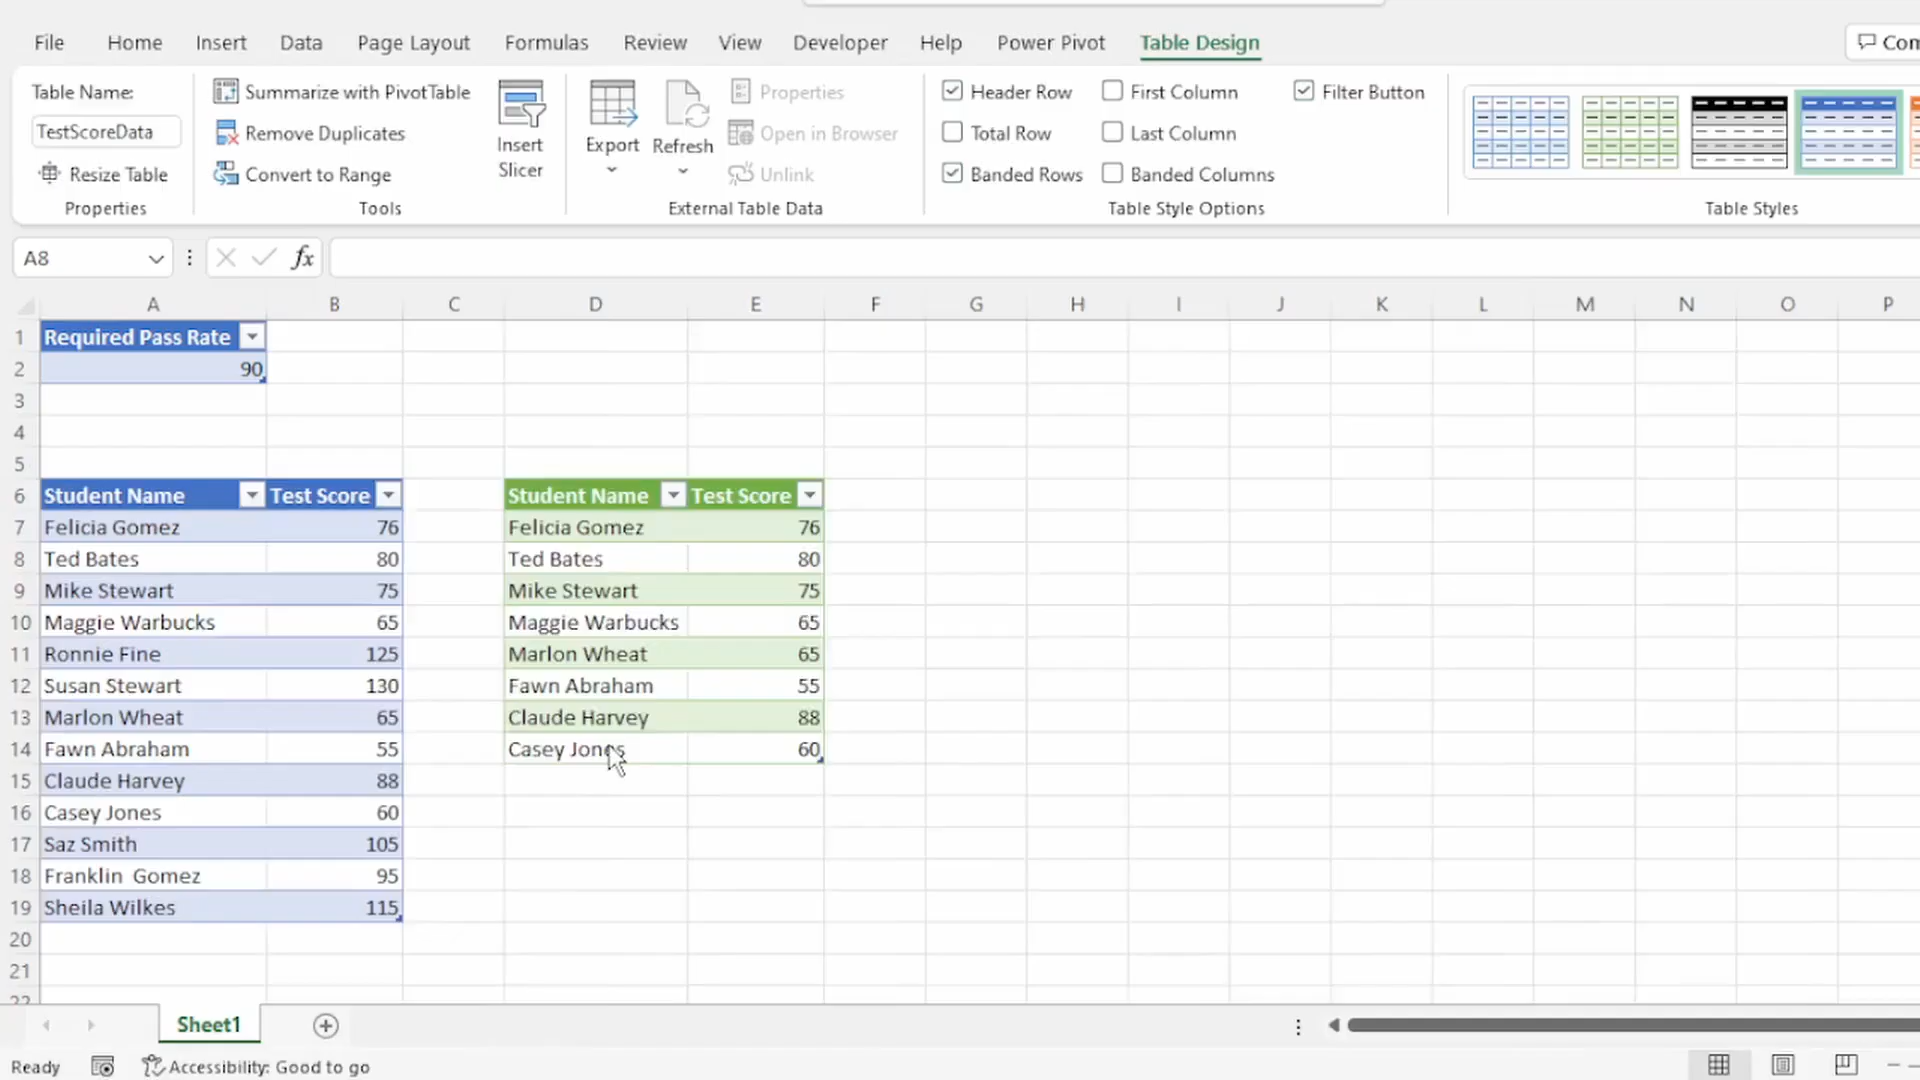 File Home Insert Data Page Layout Formulas Review View Developer Help Power Pivot Table Design
Table Name:
TestScoreData
Resize Table
Properties
Summarize with PivotTable
Remove Duplicates
Convert to Range
Tools
Insert
Slicer
Export
Refresh
Properties
Open in Browser
Unlink
External Table Data
Header Row First Column Filter Button
Total Row Last Column
Banded Rows Banded Columns
Table Style Options
Table Styles
A8 fx
A B C D E F G H I J K L M N O P
1 Required Pass Rate
2 90
3
4
5
6 Student Name Test Score Student Name Test Score
7 Felicia Gomez 76 Felicia Gomez 76
8 Ted Bates 80 Ted Bates 80
9 Mike Stewart 75 Mike Stewart 75
10 Maggie Warbucks 65 Maggie Warbucks 65
11 Ronnie Fine 125 Marlon Wheat 65
12 Susan Stewart 130 Fawn Abraham 55
13 Marlon Wheat 65 Claude Harvey 88
14 Fawn Abraham 55 Casey Jones 60
15 Claude Harvey 88
16 Casey Jones 60
17 Saz Smith 105
18 Franklin  Gomez 95
19 Sheila Wilkes 115
20
21
22
Sheet1
Ready Accessibility: Good to go